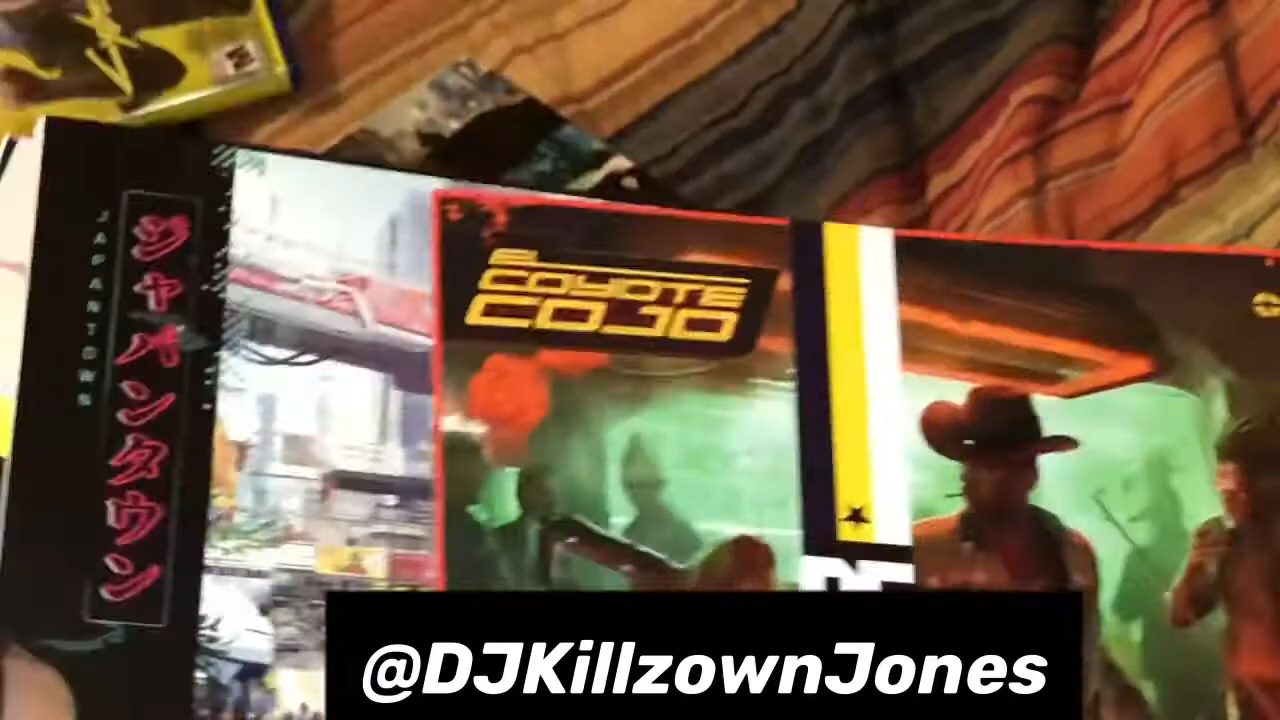 M
JAPANTOWN
ジャパンタウン
EL
COYOTE
COJO
@DJKillzownJones